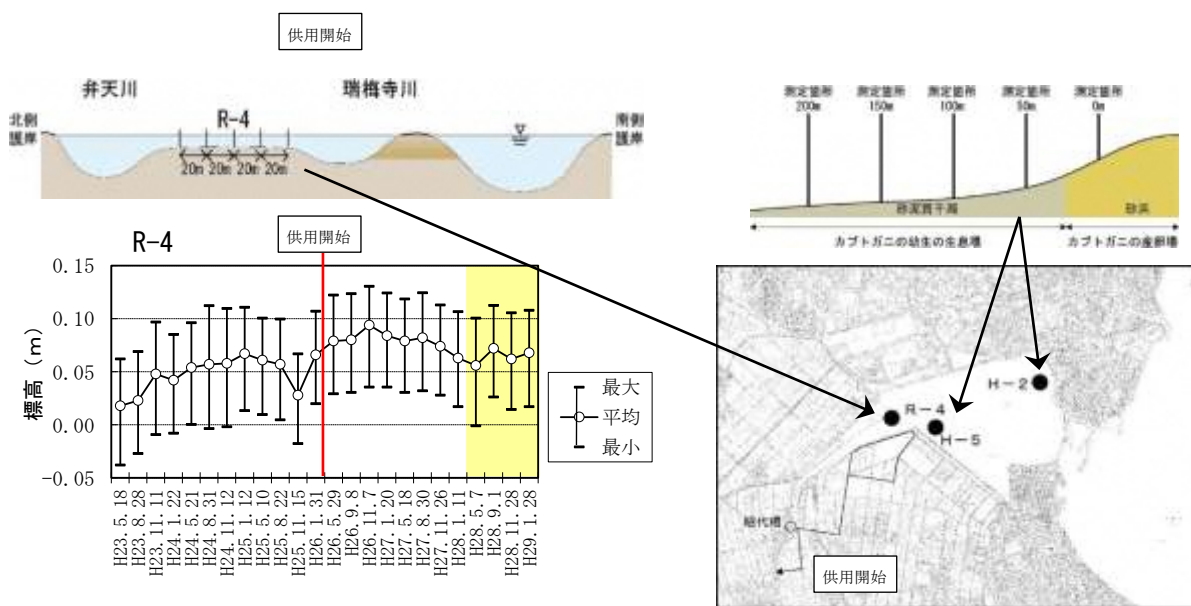 供用開始
弁天川
瑞梅寺川
北側
護岸
R-4
南側
護岸
20m 20m 20m 20m
測定箇所
200m
測定箇所
150m
測定箇所
100m
測定箇所
50m
測定箇所
0m
砂泥質干潟
砂浜
カブトガニの幼生の生息場
カブトガニの産卵場
R-4
供用開始
標高（m）
0.15
0.10
0.05
0.00
-0.05
最大
平均
最小
H23.5.18
H23.8.28
H23.11.11
H24.1.22
H24.5.21
H24.8.31
H24.11.12
H25.1.12
H25.5.10
H25.8.22
H25.11.15
H26.1.31
H26.5.29
H26.9.8
H26.11.7
H27.1.20
H27.5.18
H27.8.30
H27.11.26
H28.1.11
H28.5.7
H28.9.1
H28.11.28
H29.1.28
H-2
R-4
H-5
供用開始